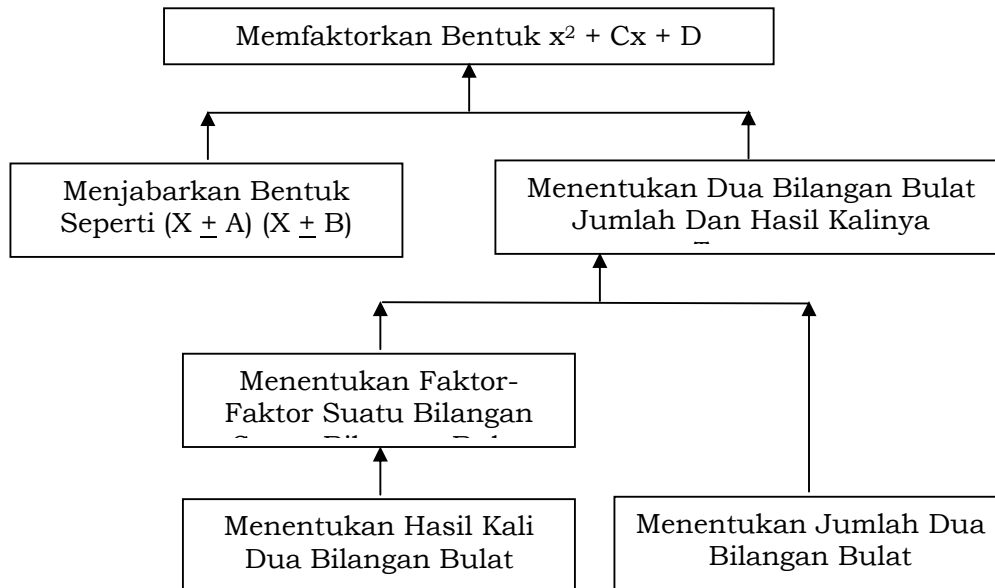 Memfaktorkan Bentuk x² + Cx + D
Menjabarkan Bentuk
Seperti (X ± A) (X ± B)
Menentukan Dua Bilangan Bulat
Jumlah Dan Hasil Kalinya
Menentukan Faktor-
Faktor Suatu Bilangan
Menentukan Hasil Kali
Dua Bilangan Bulat
Menentukan Jumlah Dua
Bilangan Bulat